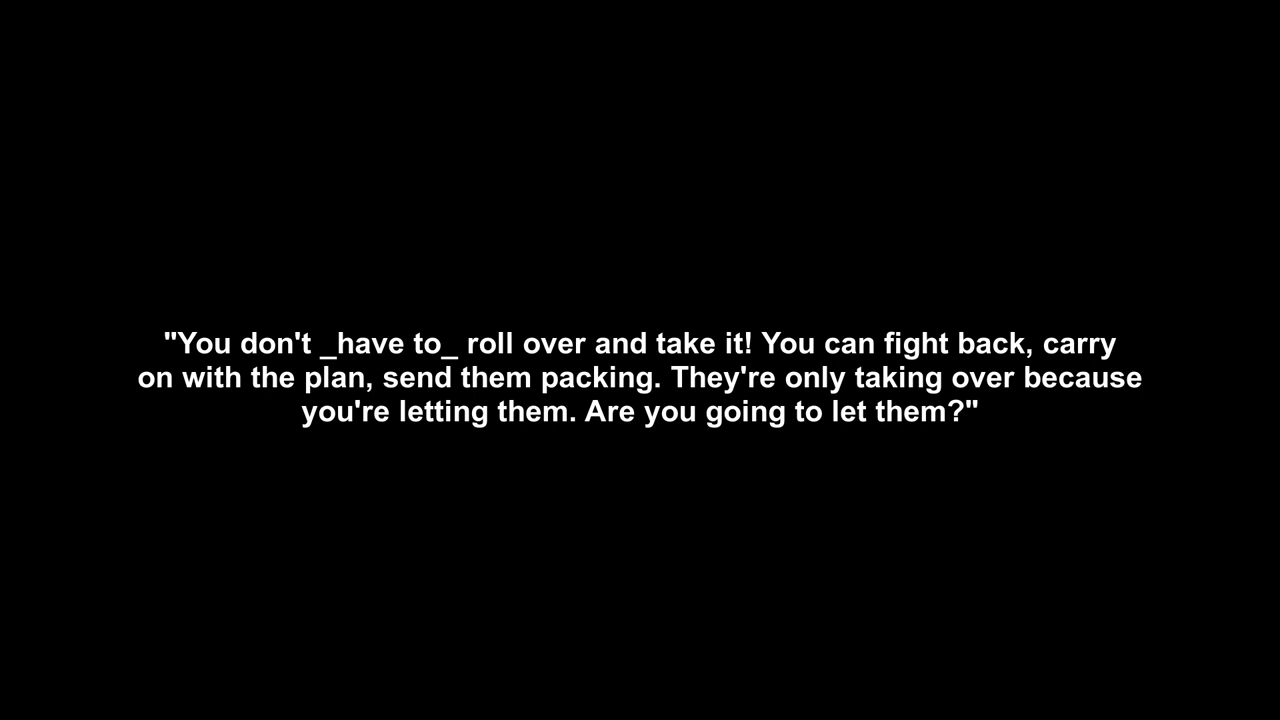 "You don't _have to_ roll over and take it! You can fight back, carry
on with the plan, send them packing. They're only taking over because
you're letting them. Are you going to let them?"